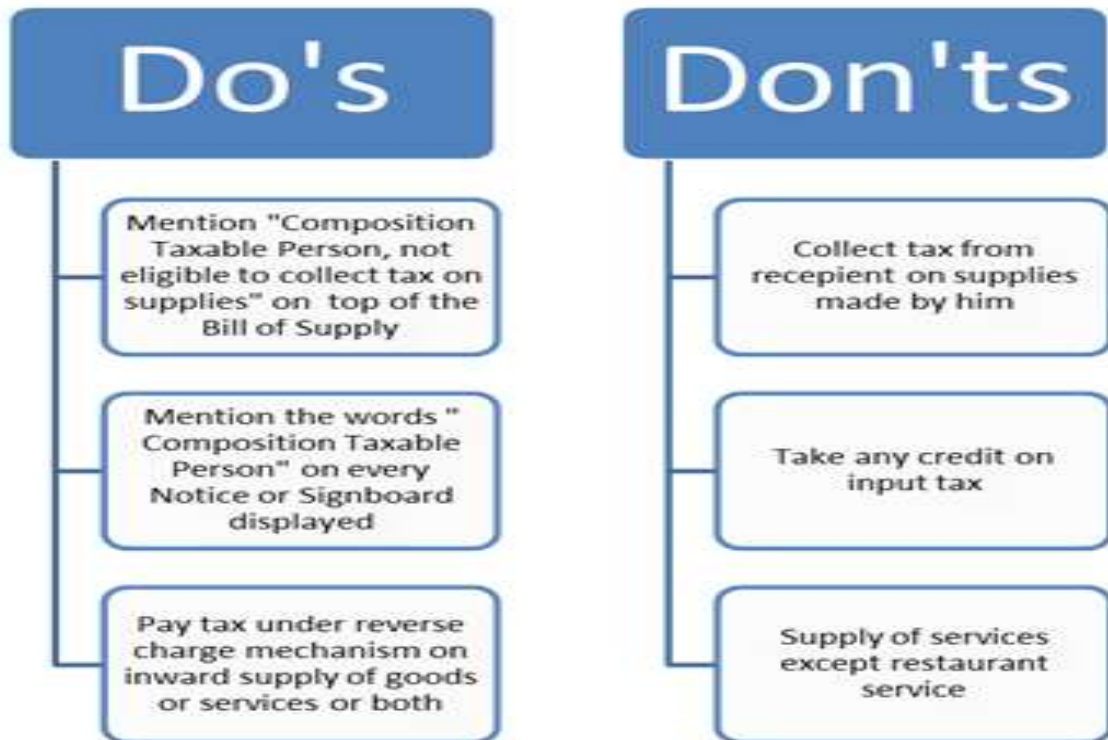 Do's
Mention "Composition
Taxable Person, not
eligible to collect tax on
supplies" on top of the
Bill of Supply
Mention the words "
Composition Taxable
Person" on every
Notice or Signboard
displayed
Pay tax under reverse
charge mechanism on
inward supply of goods
or services or both
Don'ts
Collect tax from
recepient on supplies
made by him
Take any credit on
input tax
Supply of services
except restaurant
service